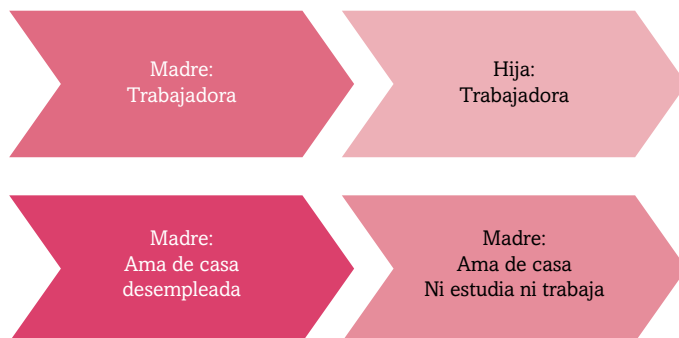 Madre:
Trabajadora
Hija:
Trabajadora
Madre:
Ama de casa
desempleada
Madre:
Ama de casa
Ni estudia ni trabaja